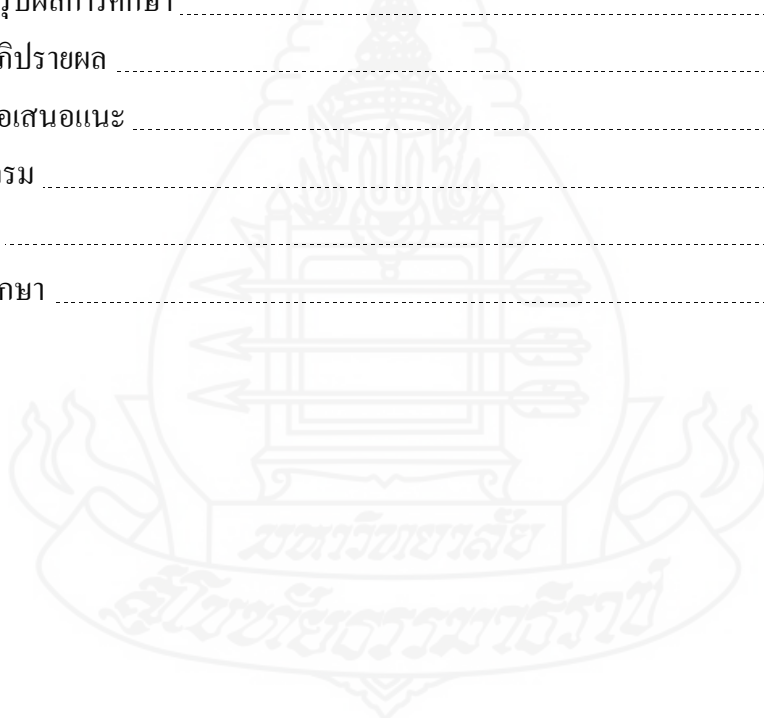 รุปผลการศึกษา
ภิปรายผล
อเสนอแนะ
รม
กษา
มหาวิทยาลัย
สุโขทัยธรรมาธิราช